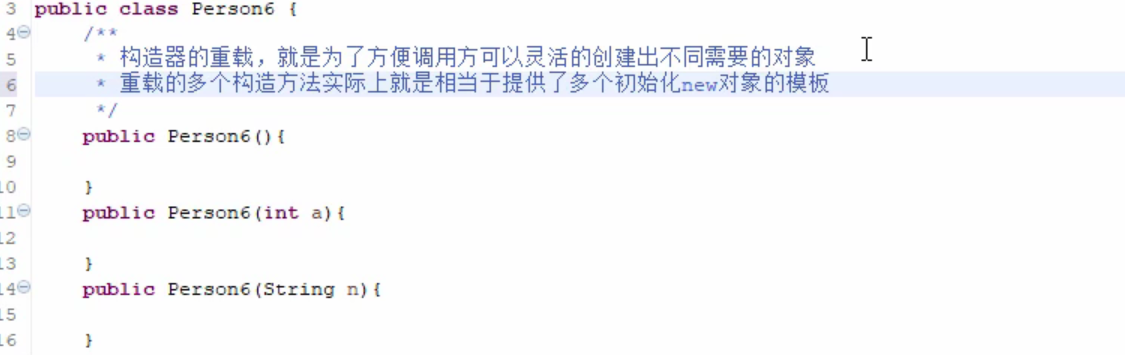 3 public class Person6 {
4 /**
5 * 构造器的重载，就是为了方便调用方可以灵活的创建出不同需要的对象
6 * 重载的多个构造方法实际上就是相当于提供了多个初始化new对象的模板
7 */
8 public Person6(){
9
10 }
11 public Person6(int a){
12
13 }
14 public Person6(String n){
15
16 }